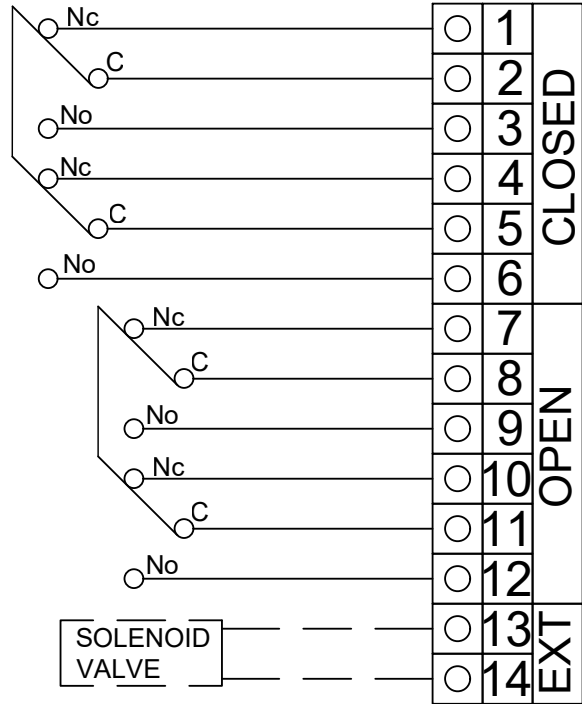 Nc 1
C 2
No 3
Nc 4
C 5
No 6
CLOSED
Nc 7
C 8
No 9
Nc 10
C 11
No 12
OPEN
SOLENOID 13
VALVE 14
EXT